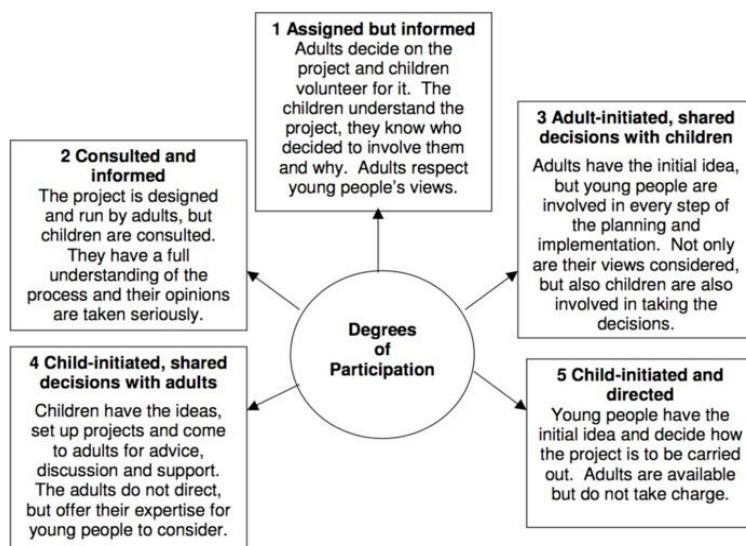 1 Assigned but informed
Adults decide on the
project and children
volunteer for it.  The
children understand the
project, they know who
decided to involve them
and why.  Adults respect
young people's views.
2 Consulted and
informed
The project is designed
and run by adults, but
children are consulted.
They have a full
understanding of the
process and their opinions
are taken seriously.
3 Adult-initiated, shared
decisions with children
Adults have the initial idea,
but young people are
involved in every step of
the planning and
implementation.  Not only
are their views considered,
but also children are also
involved in taking the
decisions.
Degrees
of
Participation
4 Child-initiated, shared
decisions with adults
Children have the ideas,
set up projects and come
to adults for advice,
discussion and support.
The adults do not direct,
but offer their expertise for
young people to consider.
5 Child-initiated and
directed
Young people have the
initial idea and decide how
the project is to be carried
out.  Adults are available
but do not take charge.